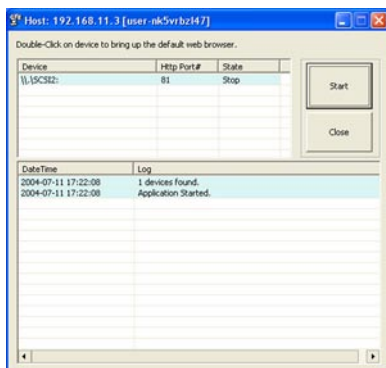 Host: 192.168.11.3 [user-nk5vrbzl47]
Double-Click on device to bring up the default web browser.
Device Http Port# State
\\.\SCSI2: 81 Stop
Start
Close
DateTime Log
2004-07-11 17:22:08 1 devices found.
2004-07-11 17:22:08 Application Started.